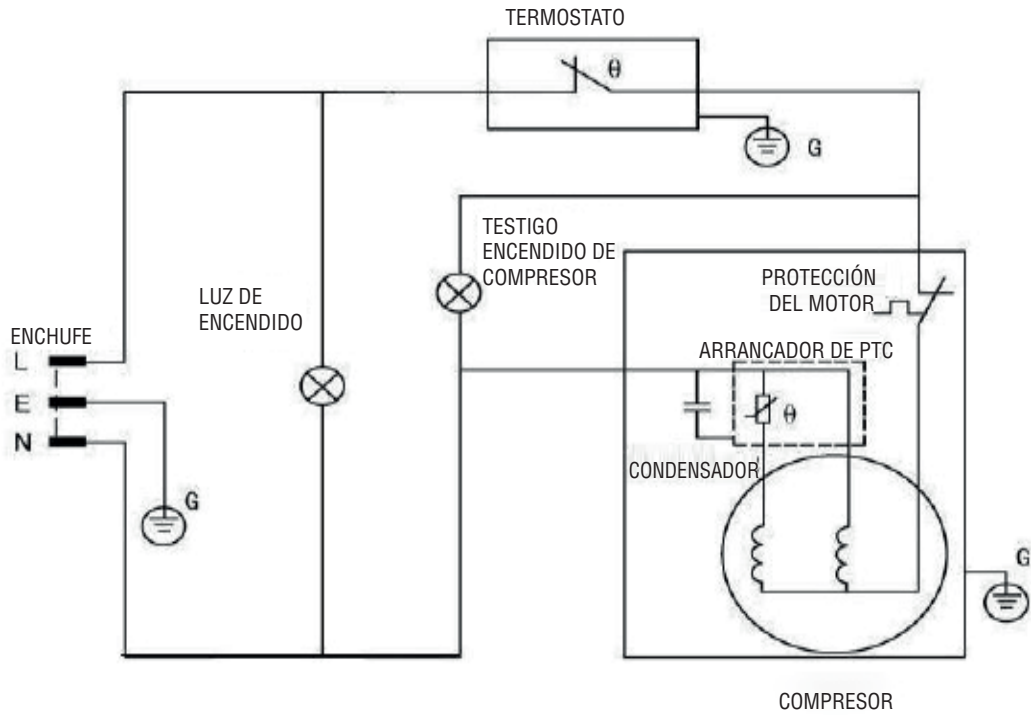 TERMOSTATO
θ
G
TESTIGO
ENCENDIDO DE
COMPRESOR
PROTECCIÓN
DEL MOTOR
LUZ DE
ENCENDIDO
ENCHUFE
L
E
N
G
ARRANCADOR DE PTC
θ
CONDENSADOR
G
COMPRESOR